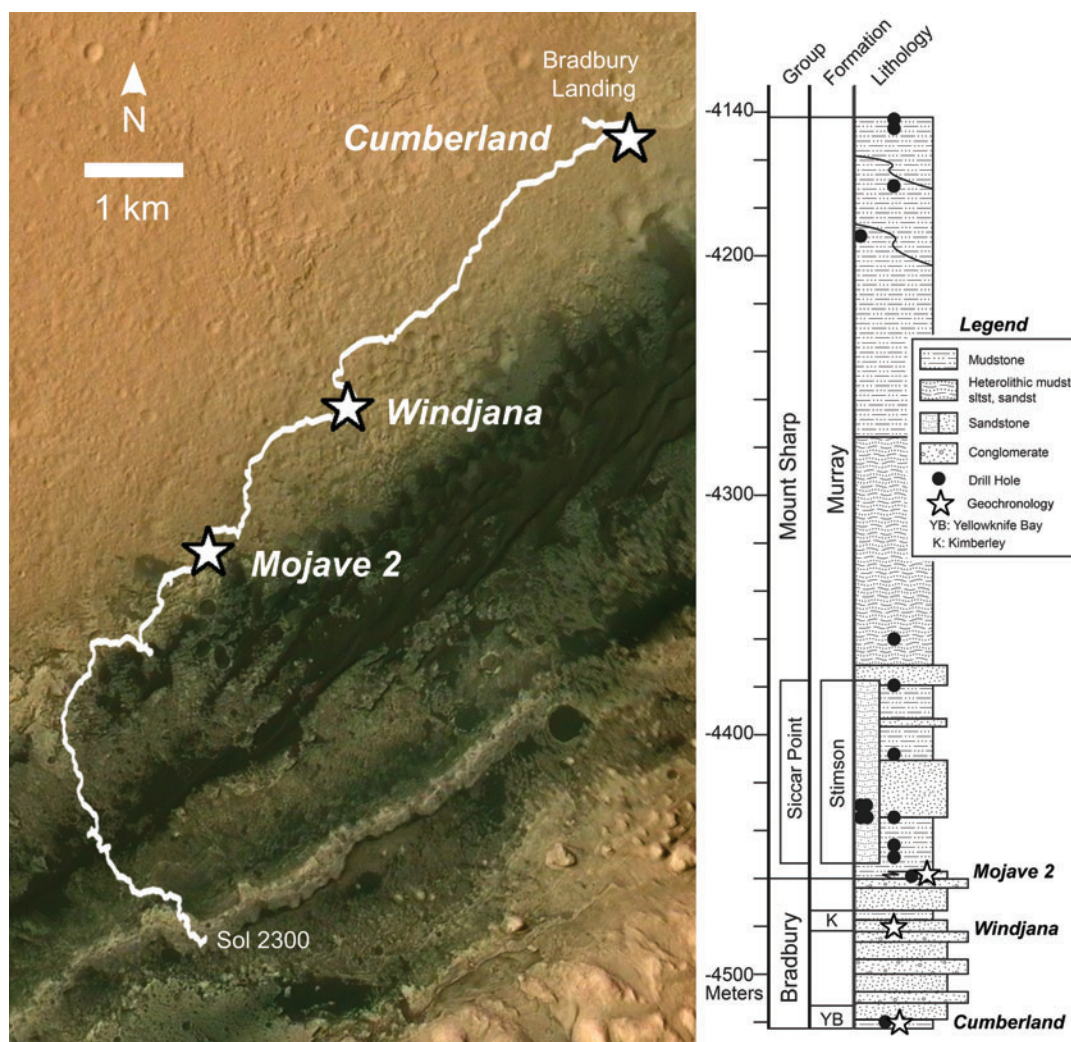 Bradbury
Landing
N
Cumberland
1 km
Windjana
Mojave 2
Sol 2300
Group
Formation
Lithology
-4140
-4200
-4300
-4400
-4500
Meters
Mount Sharp
Siccar Point
Bradbury
Murray
Stimson
K
YB
Legend
Mudstone
Heterolithic mudst
sltst, sandst
Sandstone
Conglomerate
Drill Hole
Geochronology
YB: Yellowknife Bay
K: Kimberley
Mojave 2
Windjana
Cumberland